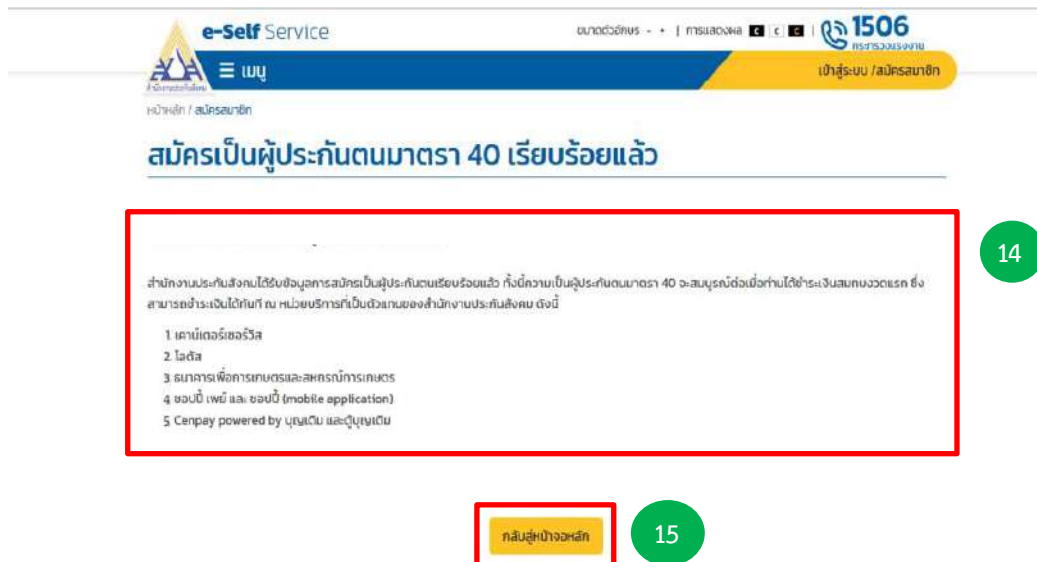 e-Self Service
ขนาดตัวอักษร - + | การแสดงผล C C C | 1506
กระทรวงแรงงาน
☰ เมนู
เข้าสู่ระบบ /สมัครสมาชิก
สำนักงานประกันสังคม
หน้าหลัก / สมัครสมาชิก
สมัครเป็นผู้ประกันตนมาตรา 40 เรียบร้อยแล้ว
14
สำนักงานประกันสังคมได้รับข้อมูลการสมัครเป็นผู้ประกันตนเรียบร้อยแล้ว ทั้งนี้ความเป็นผู้ประกันตนมาตรา 40 จะสมบูรณ์ต่อเมื่อท่านได้ชำระเงินสมทบงวดแรก ซึ่ง
สามารถชำระเงินได้ทันที ณ หน่วยบริการที่เป็นตัวแทนของสำนักงานประกันสังคม ดังนี้
1 เคาน์เตอร์เซอร์วิส
2 โลตัส
3 ธนาคารเพื่อการเกษตรและสหกรณ์การเกษตร
4 ชอปปี้ เพย์ และ ชอปปี้ (mobile application)
5 Cenpay powered by บุญเติม และตู้บุญเติม
กลับสู่หน้าจอหลัก
15